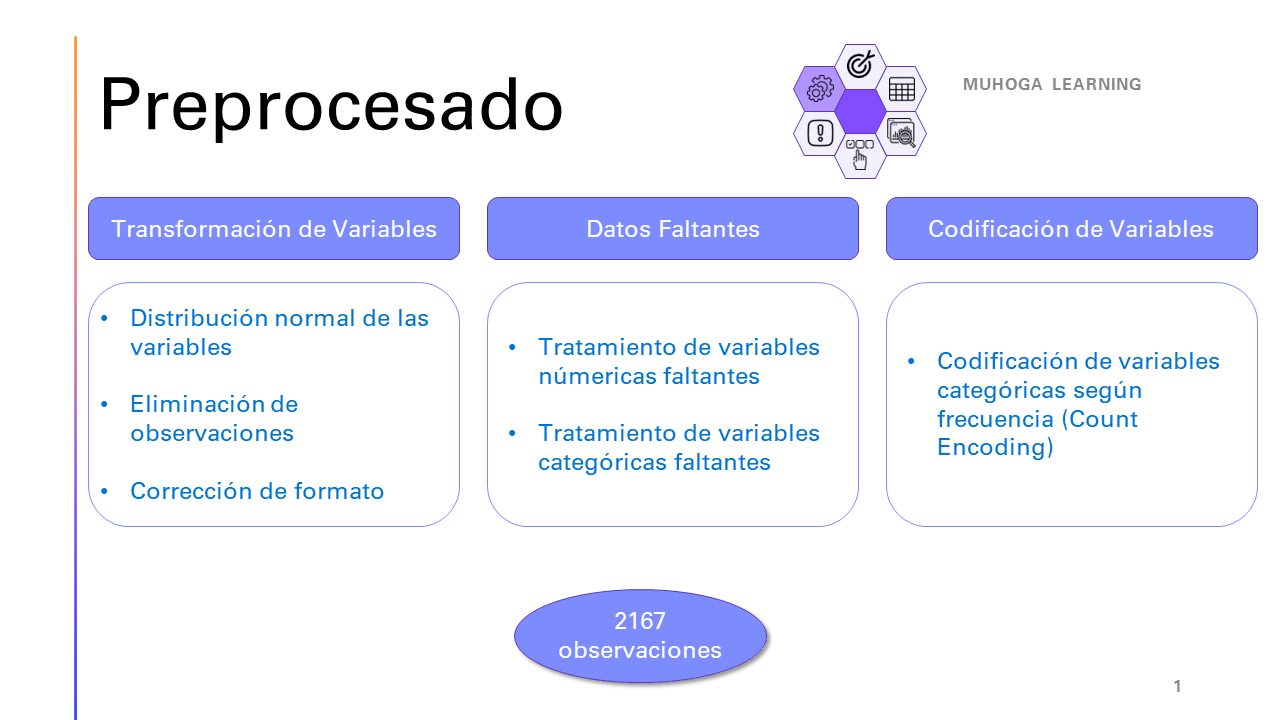 Preprocesado
MUHOGA LEARNING
Transformación de Variables
• Distribución normal de las
variables
• Eliminación de
observaciones
• Corrección de formato
Datos Faltantes
• Tratamiento de variables
númericas faltantes
• Tratamiento de variables
categóricas faltantes
Codificación de Variables
• Codificación de variables
categóricas según
frecuencia (Count
Encoding)
2167
observaciones
1